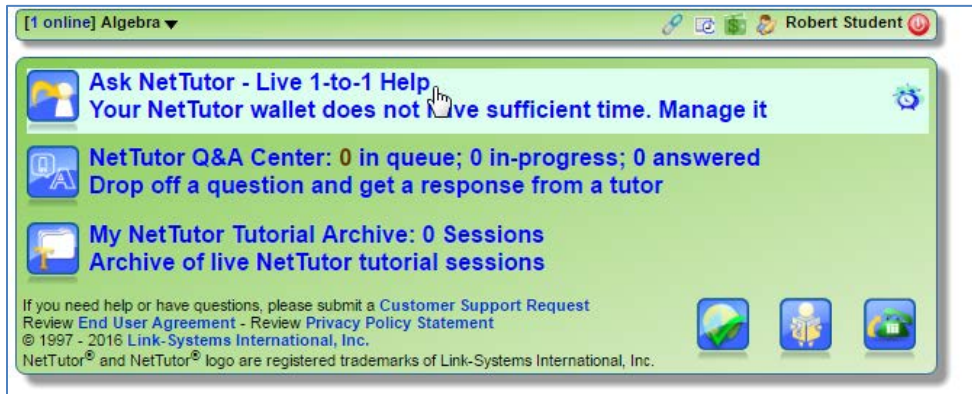 [1 online] Algebra
Robert Student
Ask NetTutor - Live 1-to-1 Help
Your NetTutor wallet does not have sufficient time. Manage it
NetTutor Q&A Center: 0 in queue; 0 in-progress; 0 answered
Drop off a question and get a response from a tutor
My NetTutor Tutorial Archive: 0 Sessions
Archive of live NetTutor tutorial sessions
If you need help or have questions, please submit a Customer Support Request
Review End User Agreement - Review Privacy Policy Statement
© 1997 - 2016 Link-Systems International, Inc.
NetTutor® and NetTutor® logo are registered trademarks of Link-Systems International, Inc.